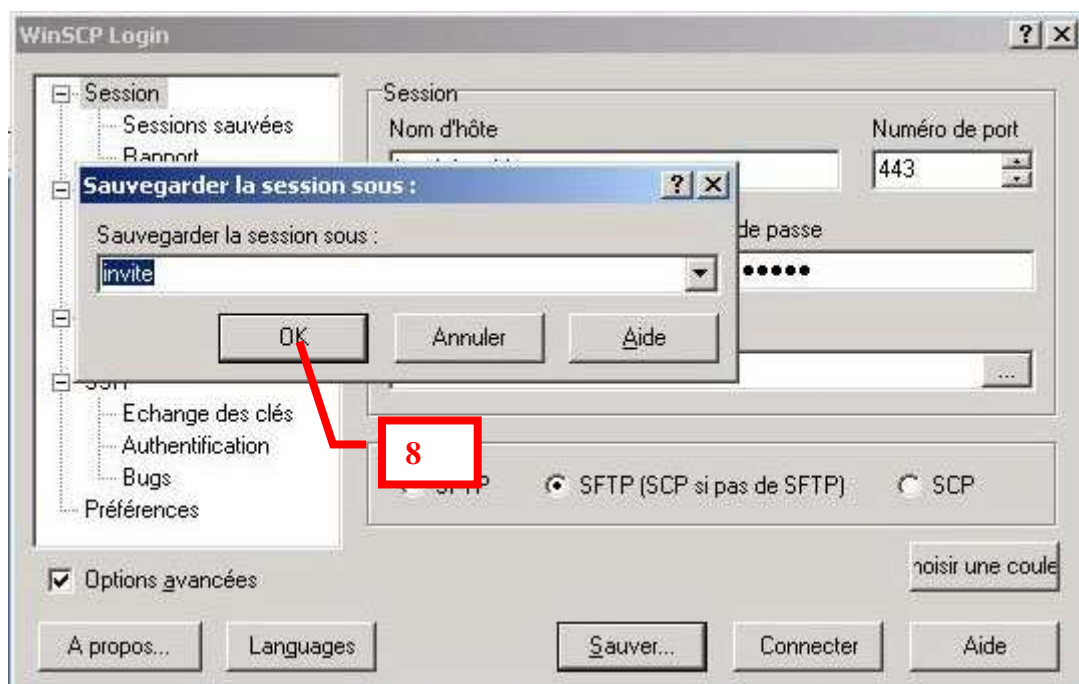 WinSCP Login
Session
Sessions sauvées
Rapport
Echange des clés
Authentification
Bugs
Préférences
Session
Nom d'hôte
Numéro de port
443
de passe
●●●●●
...
Sauvegarder la session sous :
Sauvegarder la session sous :
invite
OK
Annuler
Aide
8
SFTP
SFTP (SCP si pas de SFTP)
SCP
Options avancées
hoisir une coule
A propos...
Languages
Sauver...
Connecter
Aide